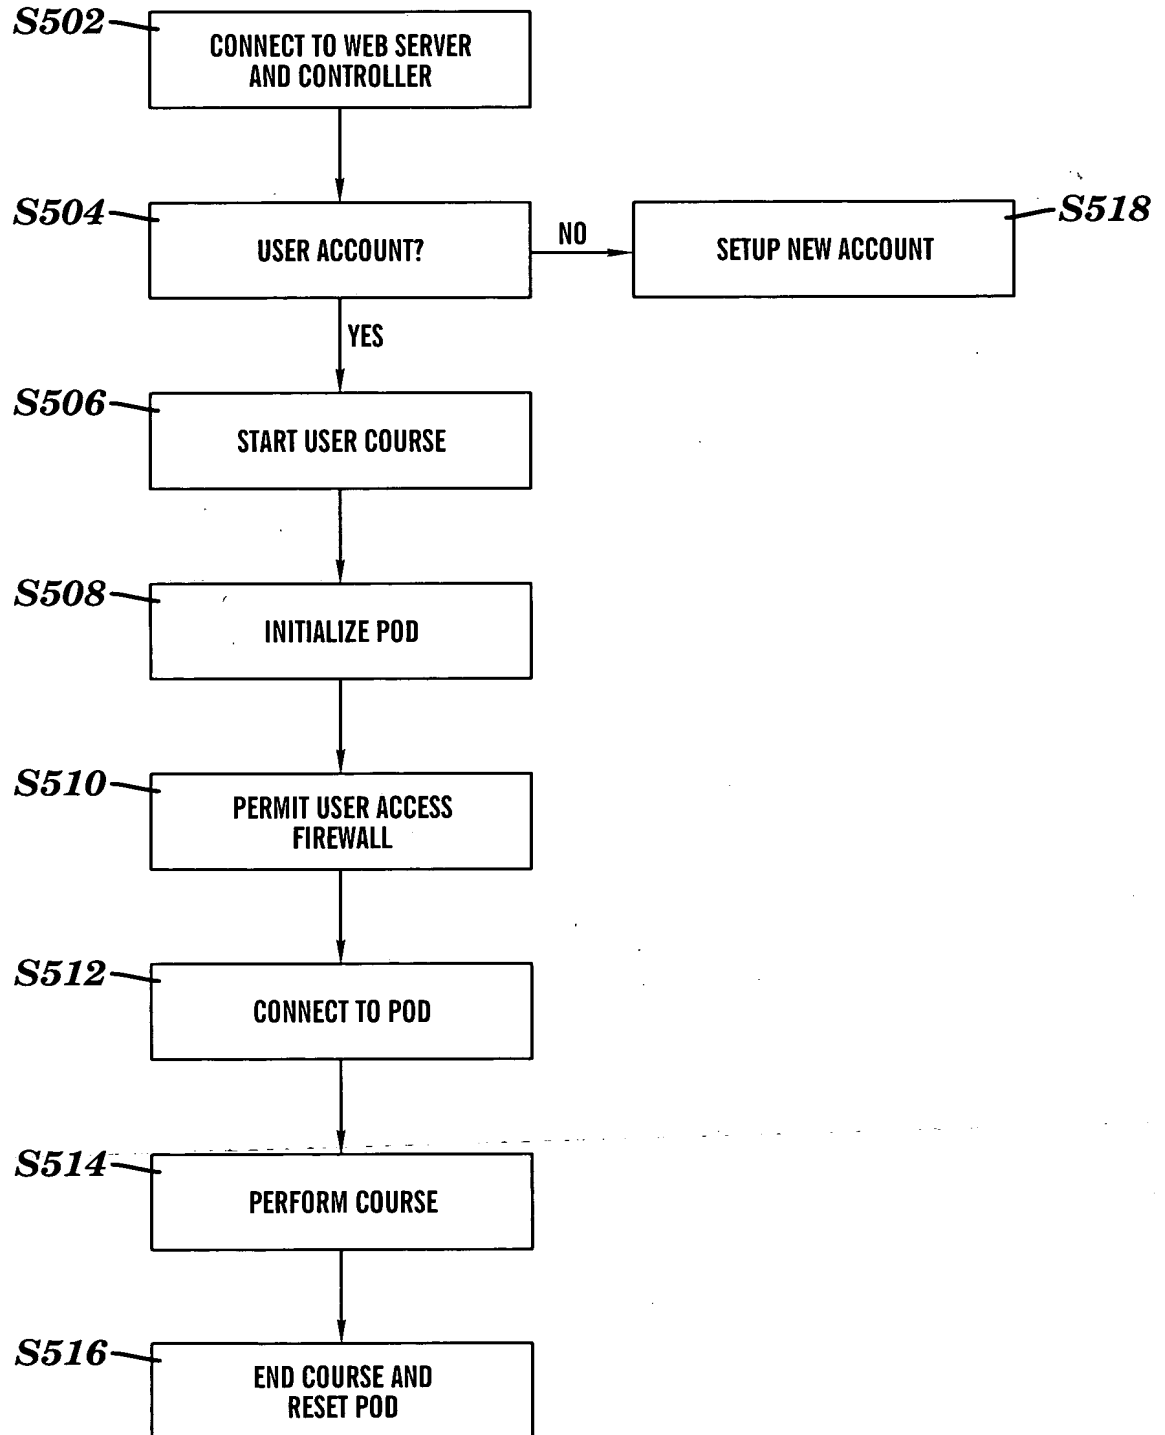 S502
CONNECT TO WEB SERVER
AND CONTROLLER
S504
USER ACCOUNT?
NO
SETUP NEW ACCOUNT
S518
YES
S506
START USER COURSE
S508
INITIALIZE POD
S510
PERMIT USER ACCESS
FIREWALL
S512
CONNECT TO POD
S514
PERFORM COURSE
S516
END COURSE AND
RESET POD